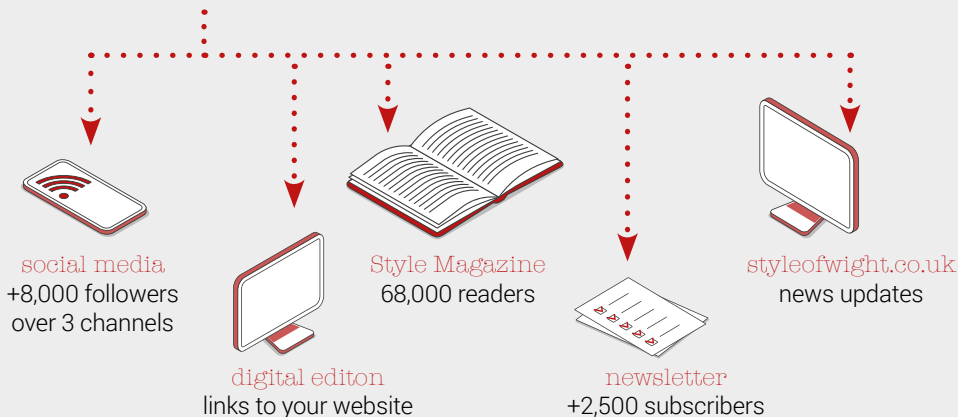 social media
+8,000 followers
over 3 channels
digital editon
links to your website
Style Magazine
68,000 readers
newsletter
+2,500 subscribers
styleofwight.co.uk
news updates